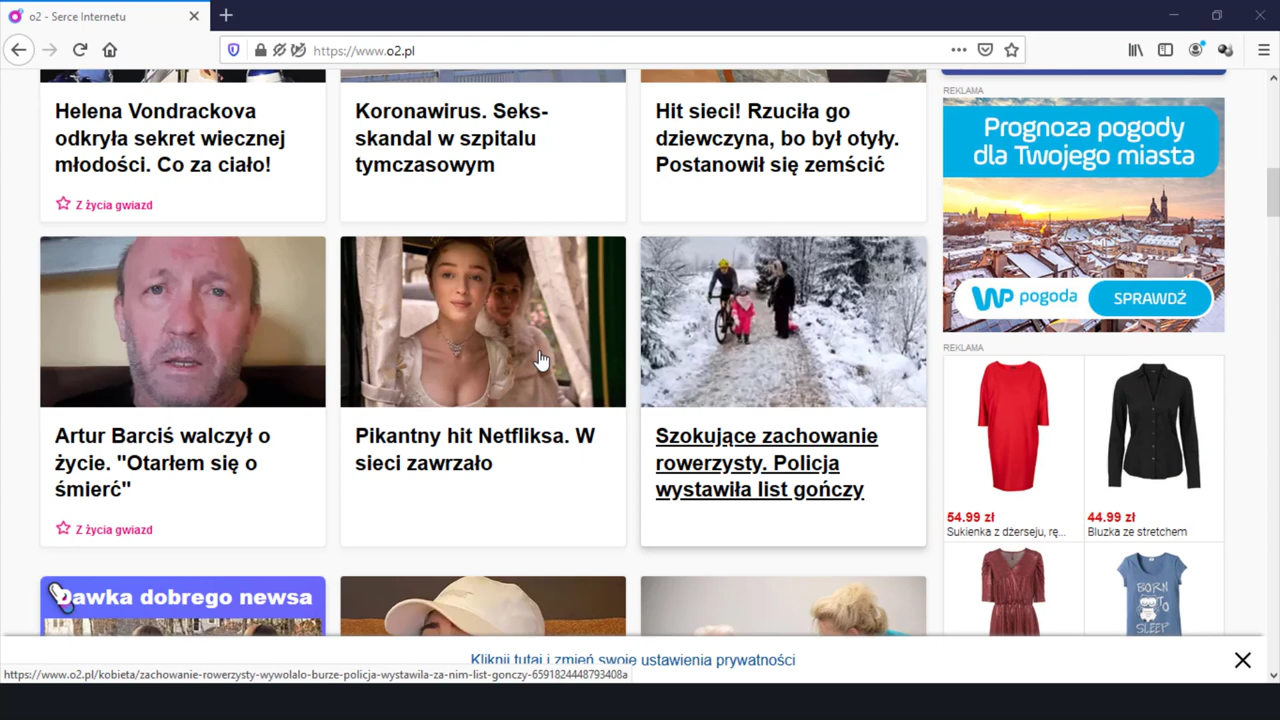 o2 - Serce Internetu
https://www.o2.pl
REKLAMA
Helena Vondrackova
odkryła sekret wiecznej
młodości. Co za ciało!
Z życia gwiazd
Koronawirus. Seks-
skandal w szpitalu
tymczasowym
Hit sieci! Rzuciła go
dziewczyna, bo był otyły.
Postanowił się zemścić
Prognoza pogody
dla Twojego miasta
WP pogoda
SPRAWDŹ
REKLAMA
Artur Barciś walczył o
życie. "Otarłem się o
śmierć"
Z życia gwiazd
Pikantny hit Netfliksa. W
sieci zawrzało
Szokujące zachowanie
rowerzysty. Policja
wystawiła list gończy
54.99 zł
Sukienka z dżerseju, rę...
44.99 zł
Bluzka ze stretchem
BORN
TO
SLEEP
Dawka dobrego newsa
Kliknij tutaj i zmień swoje ustawienia prywatności
https://www.o2.pl/kobieta/zachowanie-rowerzysty-wywolalo-burze-policja-wystawila-za-nim-list-gonczy-6591824448793408a